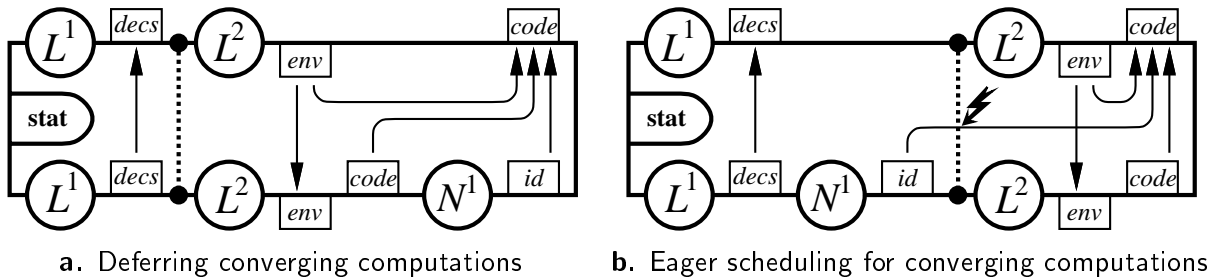 L1 decs L2 env code
stat
L1 decs L2 env code N1 id
a. Deferring converging computations
L1 decs L2 env code
stat
L1 decs N1 id L2 env code
b. Eager scheduling for converging computations